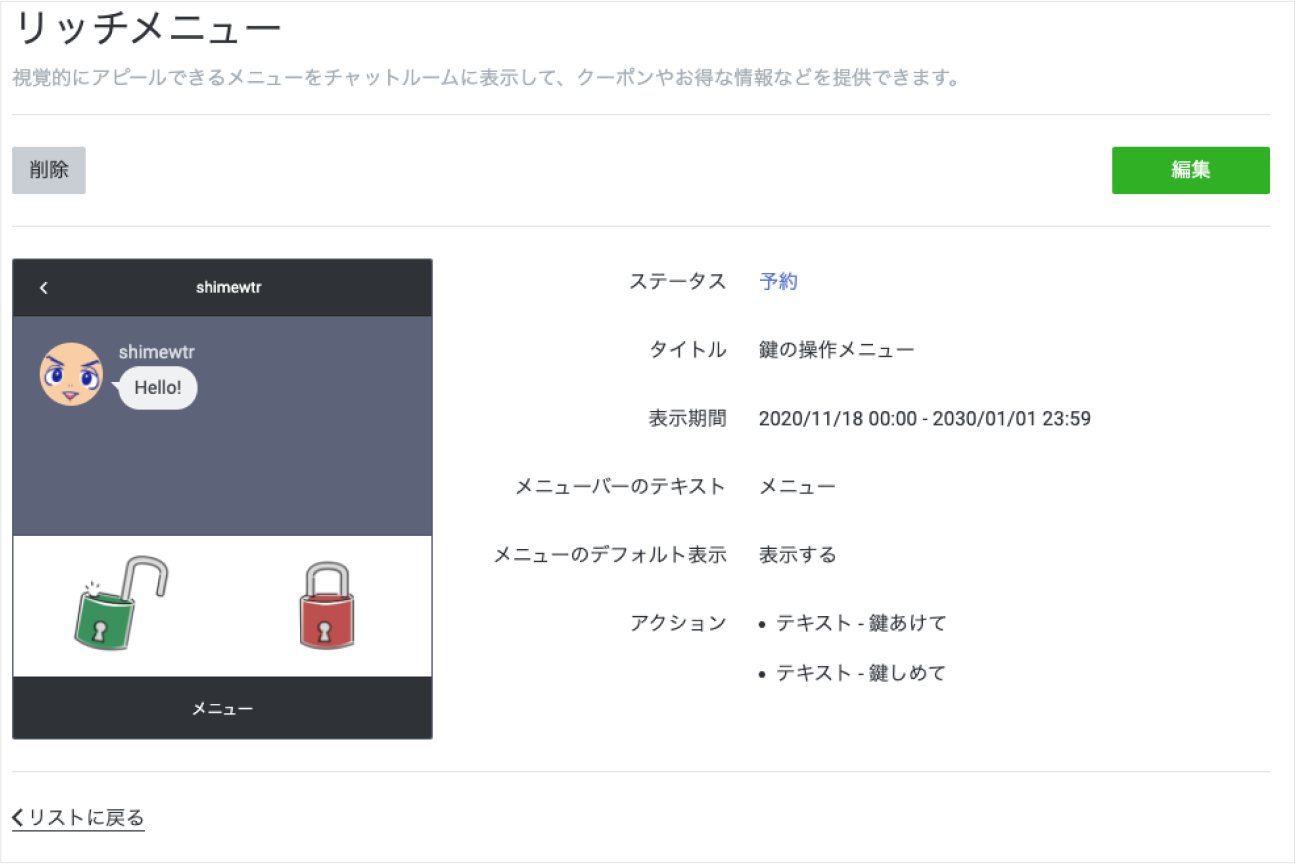 リッチメニュー
視覚的にアピールできるメニューをチャットルームに表示して、クーポンやお得な情報などを提供できます。
削除
編集
shimewtr
shimewtr
Hello!
メニュー
ステータス 予約
タイトル 鍵の操作メニュー
表示期間 2020/11/18 00:00 - 2030/01/01 23:59
メニューバーのテキスト メニュー
メニューのデフォルト表示 表示する
アクション • テキスト - 鍵あけて
• テキスト - 鍵しめて
リストに戻る